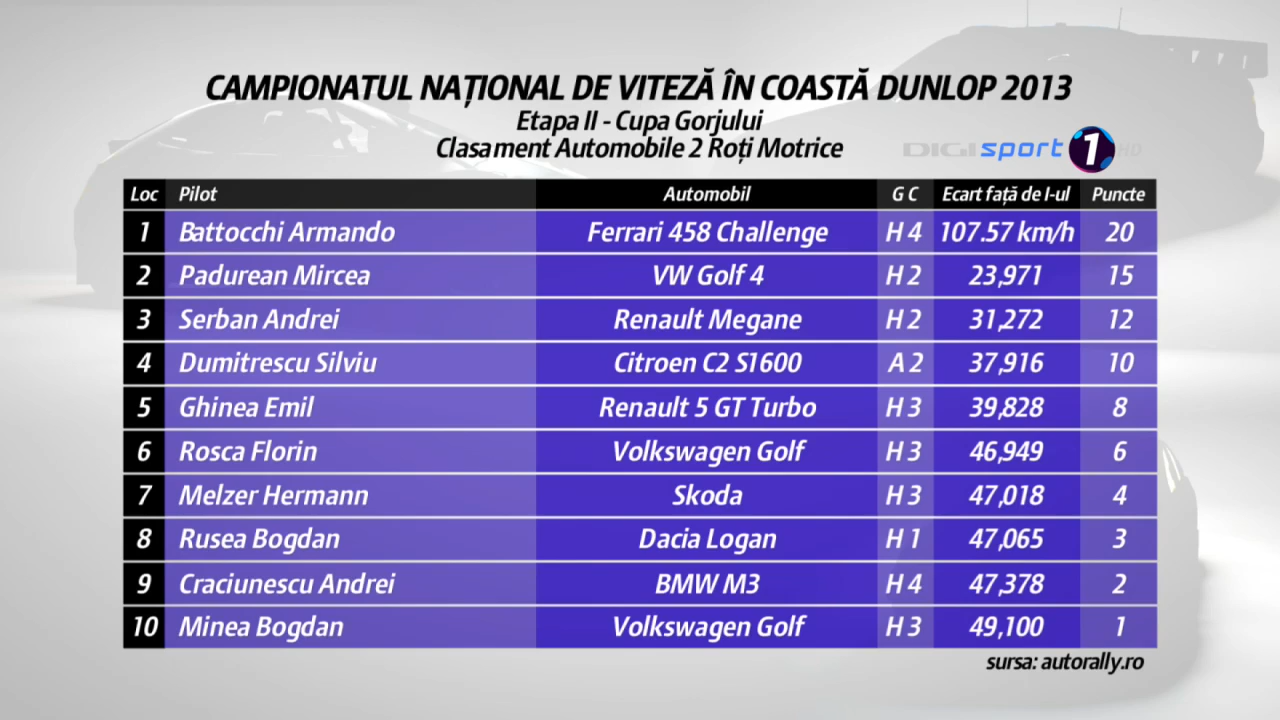 CAMPIONATUL NAȚIONAL DE VITEZĂ ÎN COASTĂ DUNLOP 2013
Etapa II - Cupa Gorjului
Clasament Automobile 2 Roți Motrice
DIGI sport 1 HD
Loc Pilot Automobil G C Ecart față de I-ul Puncte
1 Battocchi Armando Ferrari 458 Challenge H 4 107.57 km/h 20
2 Padurean Mircea VW Golf 4 H 2 23,971 15
3 Serban Andrei Renault Megane H 2 31,272 12
4 Dumitrescu Silviu Citroen C2 S1600 A 2 37,916 10
5 Ghinea Emil Renault 5 GT Turbo H 3 39,828 8
6 Rosca Florin Volkswagen Golf H 3 46,949 6
7 Melzer Hermann Skoda H 3 47,018 4
8 Rusea Bogdan Dacia Logan H 1 47,065 3
9 Craciunescu Andrei BMW M3 H 4 47,378 2
10 Minea Bogdan Volkswagen Golf H 3 49,100 1
sursa: autorally.ro